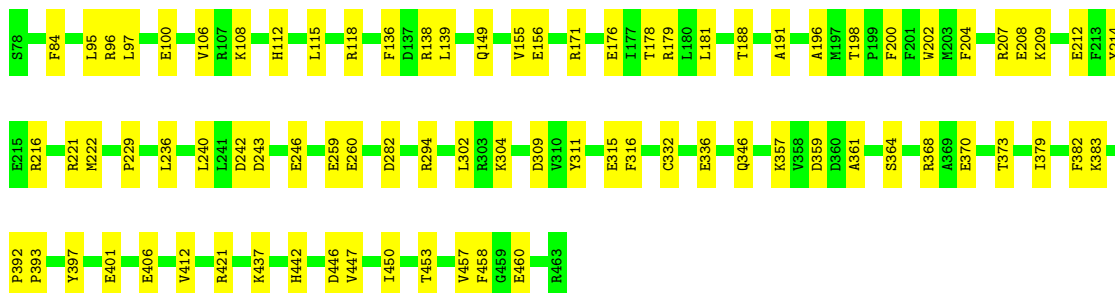 S78 F84 L95 R96 L97 E100 V106 R107 K108 H112 L115 R118 F136 D137 R138 L139 Q149 V155 E156 R171 E176 I177 T178 R179 L180 L181 T188 A191 A196 M197 T198 P199 F200 F201 W202 M203 F204 R207 E208 K209 E212 F213 Y214
E215 R216 R221 M222 P229 L236 L240 L241 D242 D243 E246 E259 E260 D282 R294 L302 R303 K304 D309 V310 Y311 E315 F316 C332 E336 Q346 K357 V358 D359 D360 A361 S364 R368 A369 E370 T373 I379 F382 K383
P392 P393 Y397 E401 E406 V412 R421 K437 H442 D446 V447 I450 T453 V457 F458 G459 E460 R463